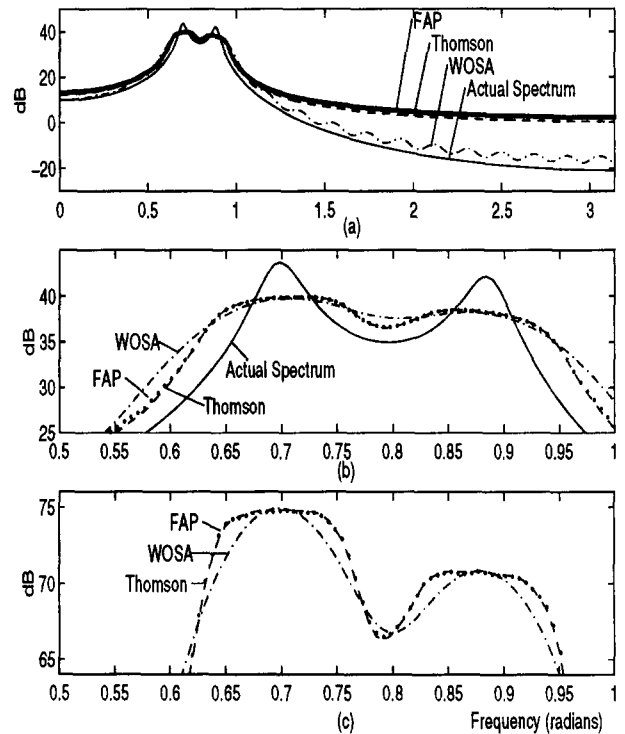 FAP
Thomson
WOSA
Actual Spectrum
dB
40
20
0
−20
0 0.5 1 1.5 2 2.5 3
(a)
WOSA
FAP
Thomson
Actual Spectrum
dB
40
35
30
25
0.5 0.55 0.6 0.65 0.7 0.75 0.8 0.85 0.9 0.95 1
(b)
FAP
WOSA
Thomson
dB
75
70
65
0.5 0.55 0.6 0.65 0.7 0.75 0.8 0.85 0.9 0.95 1
(c) Frequency (radians)